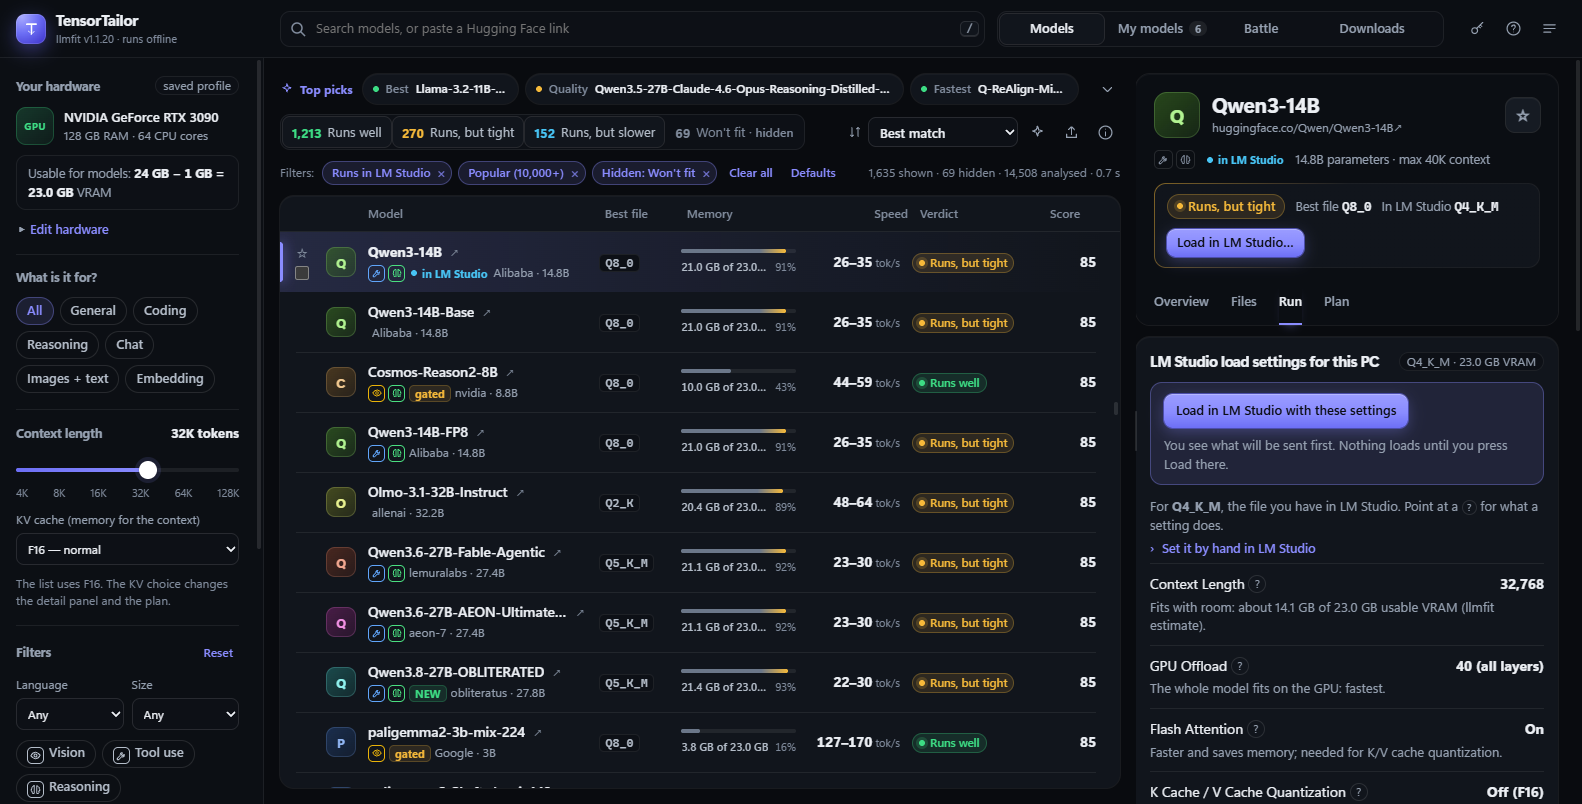 TensorTailor
llmfit v1.1.20 · runs offline
Search models, or paste a Hugging Face link
/
Models
My models 6
Battle
Downloads
Your hardware
saved profile
GPU
NVIDIA GeForce RTX 3090
128 GB RAM · 64 CPU cores
Usable for models: 24 GB − 1 GB =
23.0 GB VRAM
▸ Edit hardware
What is it for?
All
General
Coding
Reasoning
Chat
Images + text
Embedding
Context length
32K tokens
4K 8K 16K 32K 64K 128K
KV cache (memory for the context)
F16 — normal
The list uses F16. The KV choice changes
the detail panel and the plan.
Filters
Reset
Language
Size
Any
Any
Vision
Tool use
Reasoning
Top picks
Best Llama-3.2-11B-...
Quality Qwen3.5-27B-Claude-4.6-Opus-Reasoning-Distilled-...
Fastest Q-ReAlign-Mi...
1,213 Runs well
270 Runs, but tight
152 Runs, but slower
69 Won't fit · hidden
Best match
Filters:
Runs in LM Studio ×
Popular (10,000+) ×
Hidden: Won't fit ×
Clear all
Defaults
1,635 shown · 69 hidden · 14,508 analysed · 0.7 s
Model Best file Memory Speed Verdict Score
Q
Qwen3-14B ↗
in LM Studio Alibaba · 14.8B
Q8_0
21.0 GB of 23.0... 91%
26–35 tok/s
Runs, but tight
85
Q
Qwen3-14B-Base ↗
Alibaba · 14.8B
Q8_0
21.0 GB of 23.0... 91%
26–35 tok/s
Runs, but tight
85
C
Cosmos-Reason2-8B ↗
gated nvidia · 8.8B
Q8_0
10.0 GB of 23.0... 43%
44–59 tok/s
Runs well
85
Q
Qwen3-14B-FP8 ↗
Alibaba · 14.8B
Q8_0
21.0 GB of 23.0... 91%
26–35 tok/s
Runs, but tight
85
O
Olmo-3.1-32B-Instruct ↗
allenai · 32.2B
Q2_K
20.4 GB of 23.0... 89%
48–64 tok/s
Runs, but tight
85
Q
Qwen3.6-27B-Fable-Agentic ↗
lemuralabs · 27.4B
Q5_K_M
21.1 GB of 23.0... 92%
23–30 tok/s
Runs, but tight
85
Q
Qwen3.6-27B-AEON-Ultimate... ↗
aeon-7 · 27.4B
Q5_K_M
21.1 GB of 23.0... 92%
23–30 tok/s
Runs, but tight
85
Q
Qwen3.8-27B-OBLITERATED ↗
NEW obliteratus · 27.8B
Q5_K_M
21.4 GB of 23.0... 93%
22–30 tok/s
Runs, but tight
85
P
paligemma2-3b-mix-224 ↗
gated Google · 3B
Q8_0
3.8 GB of 23.0 GB 16%
127–170 tok/s
Runs well
85
Q
Qwen3-14B
huggingface.co/Qwen/Qwen3-14B↗
in LM Studio 14.8B parameters · max 40K context
Runs, but tight Best file Q8_0 In LM Studio Q4_K_M
Load in LM Studio...
Overview
Files
Run
Plan
LM Studio load settings for this PC
Q4_K_M · 23.0 GB VRAM
Load in LM Studio with these settings
You see what will be sent first. Nothing loads until you press
Load there.
For Q4_K_M, the file you have in LM Studio. Point at a ? for what a
setting does.
› Set it by hand in LM Studio
Context Length ? 32,768
Fits with room: about 14.1 GB of 23.0 GB usable VRAM (llmfit
estimate).
GPU Offload ? 40 (all layers)
The whole model fits on the GPU: fastest.
Flash Attention ? On
Faster and saves memory; needed for K/V cache quantization.
K Cache / V Cache Quantization ? Off (F16)